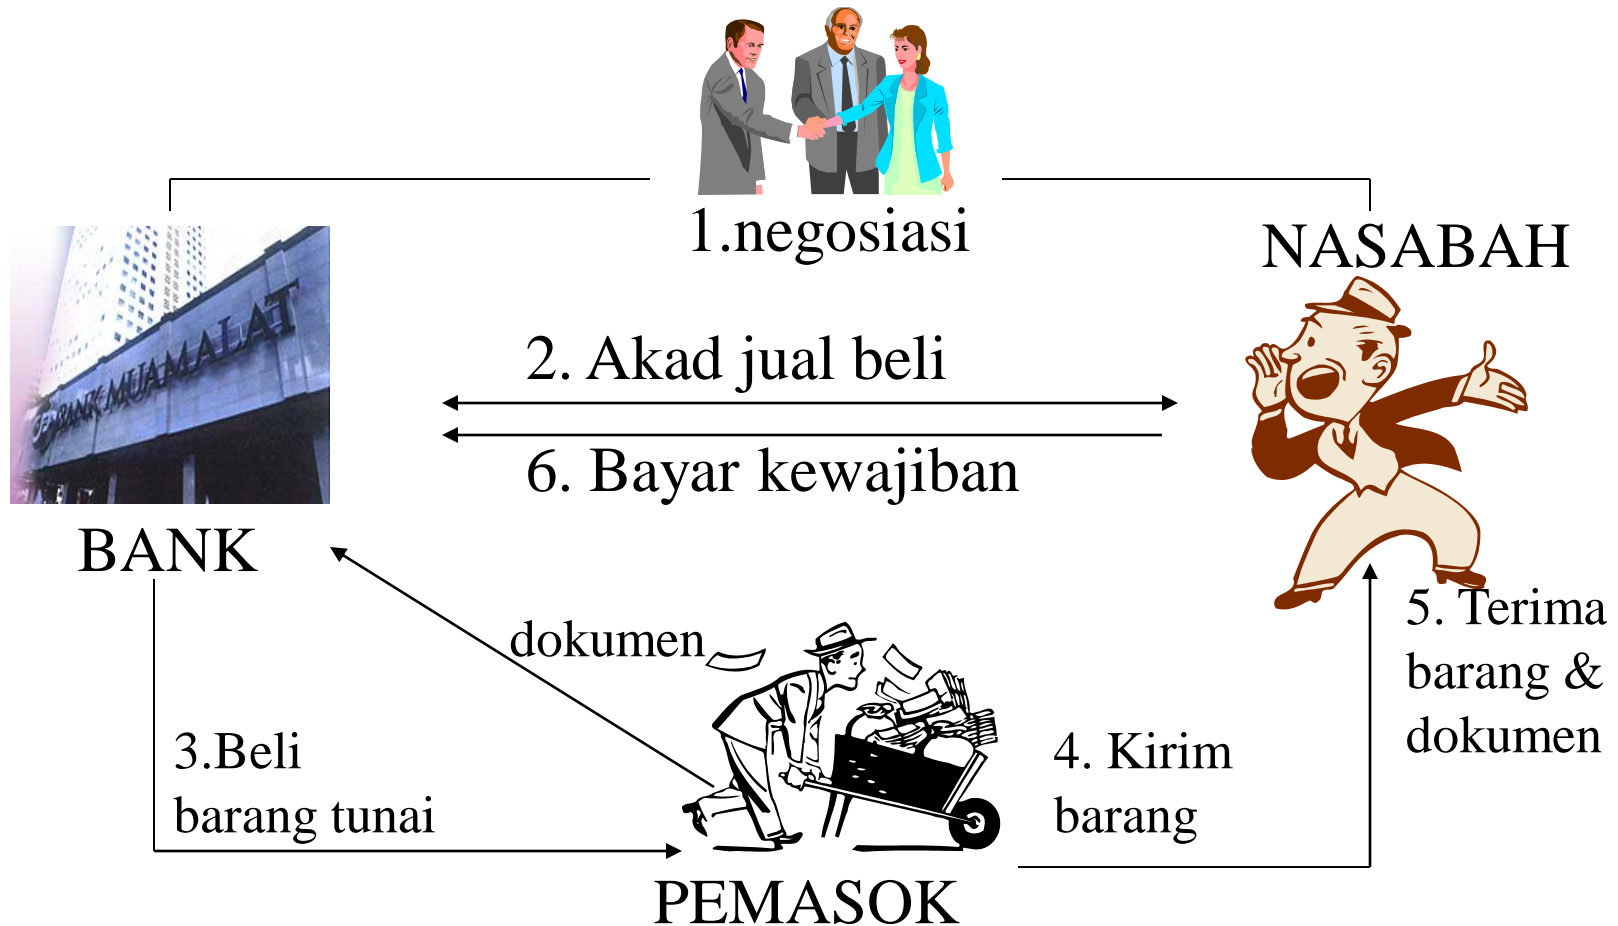 1.negosiasi
NASABAH
BANK MUAMALAT
2. Akad jual beli
6. Bayar kewajiban
BANK
dokumen
5. Terima
barang &
dokumen
3.Beli
barang tunai
4. Kirim
barang
PEMASOK